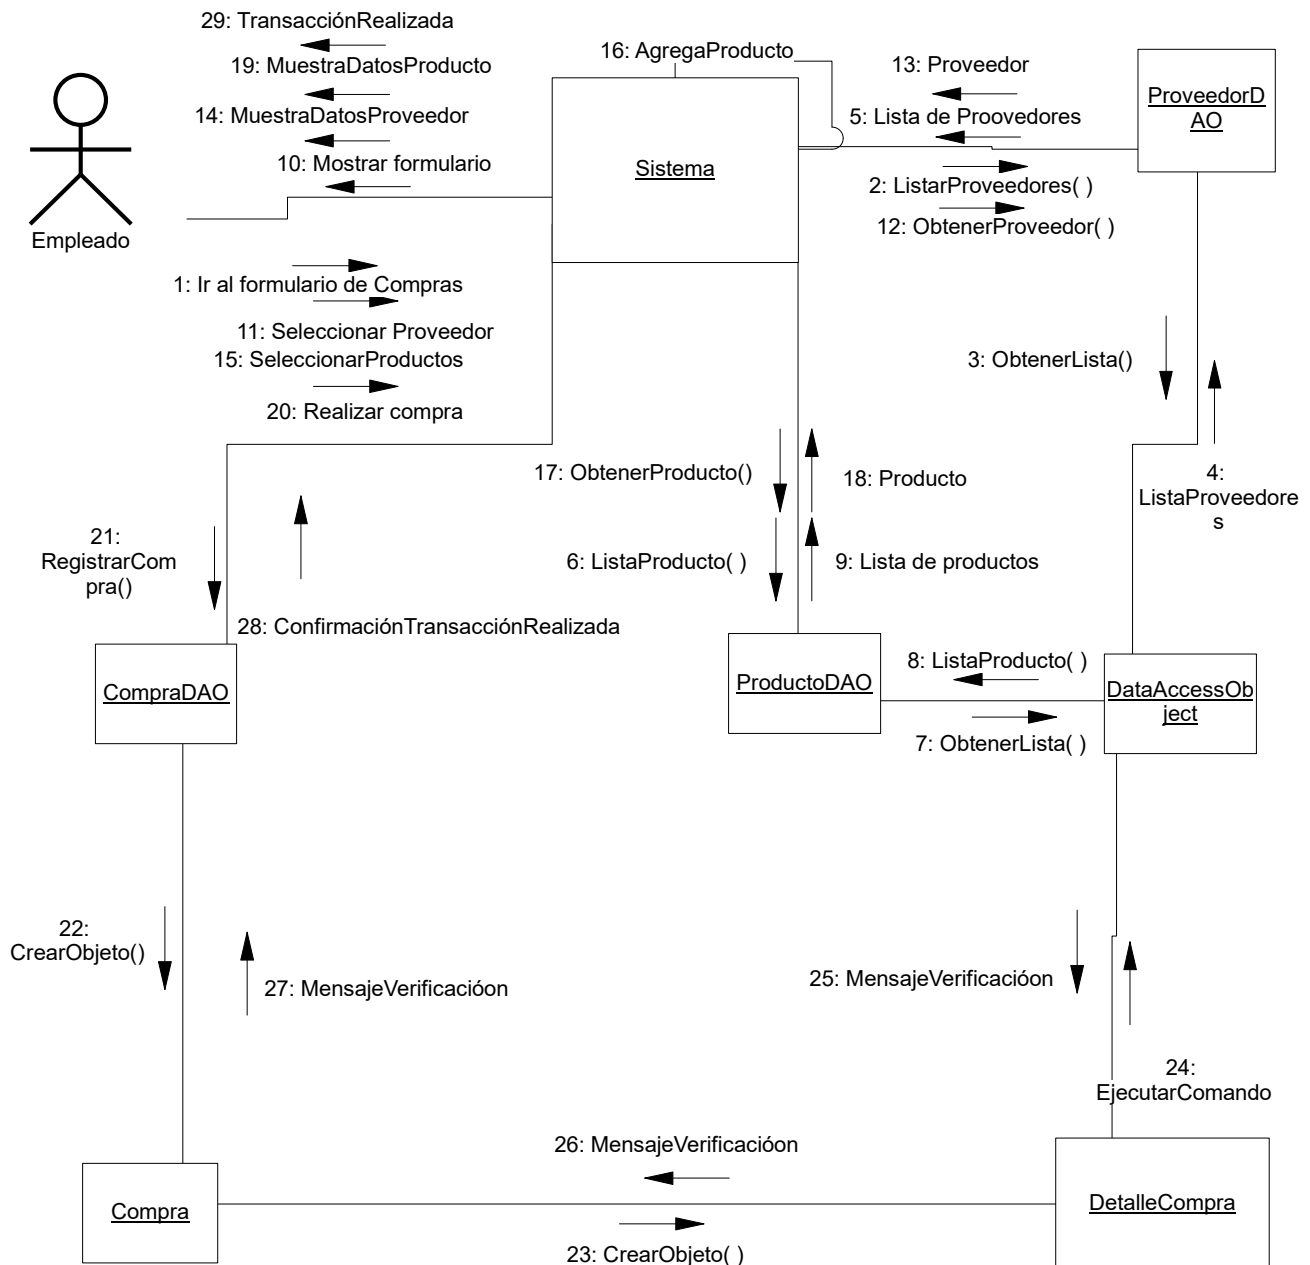 29: TransacciónRealizada
19: MuestraDatosProducto
14: MuestraDatosProveedor
10: Mostrar formulario
16: AgregaProducto
13: Proveedor
5: Lista de Proovedores
ProveedorD
AO
Sistema
2: ListarProveedores( )
12: ObtenerProveedor( )
Empleado
1: Ir al formulario de Compras
11: Seleccionar Proveedor
15: SeleccionarProductos
20: Realizar compra
3: ObtenerLista()
4:
ListaProveedore
s
17: ObtenerProducto()
18: Producto
6: ListaProducto( )
9: Lista de productos
21:
RegistrarCom
pra()
28: ConfirmaciónTransacciónRealizada
CompraDAO
ProductoDAO
8: ListaProducto( )
7: ObtenerLista( )
DataAccessOb
ject
22:
CrearObjeto()
27: MensajeVerificacióon
25: MensajeVerificacióon
24:
EjecutarComando
26: MensajeVerificacióon
Compra
DetalleCompra
23: CrearObjeto( )